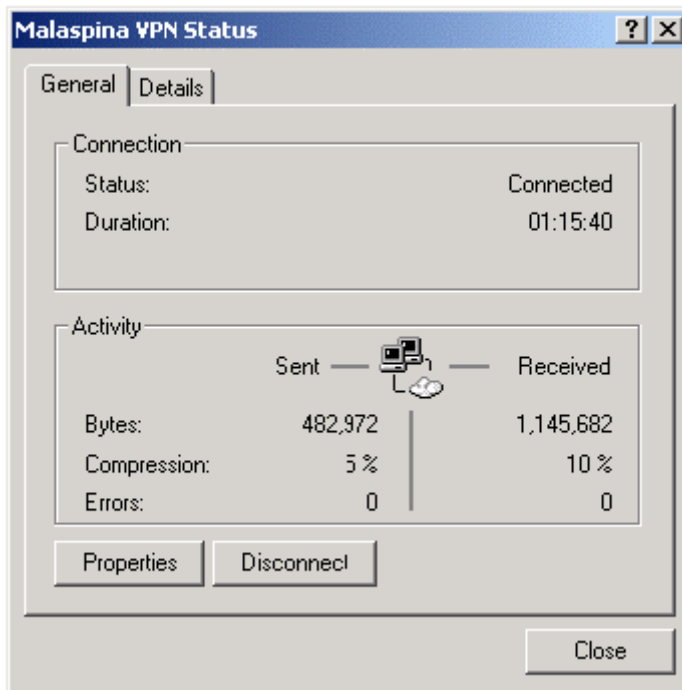 Malaspina VPN Status
General Details
Connection
Status: Connected
Duration: 01:15:40
Activity
Sent Received
Bytes: 482,972 1,145,682
Compression: 5 % 10 %
Errors: 0 0
Properties Disconnect
Close